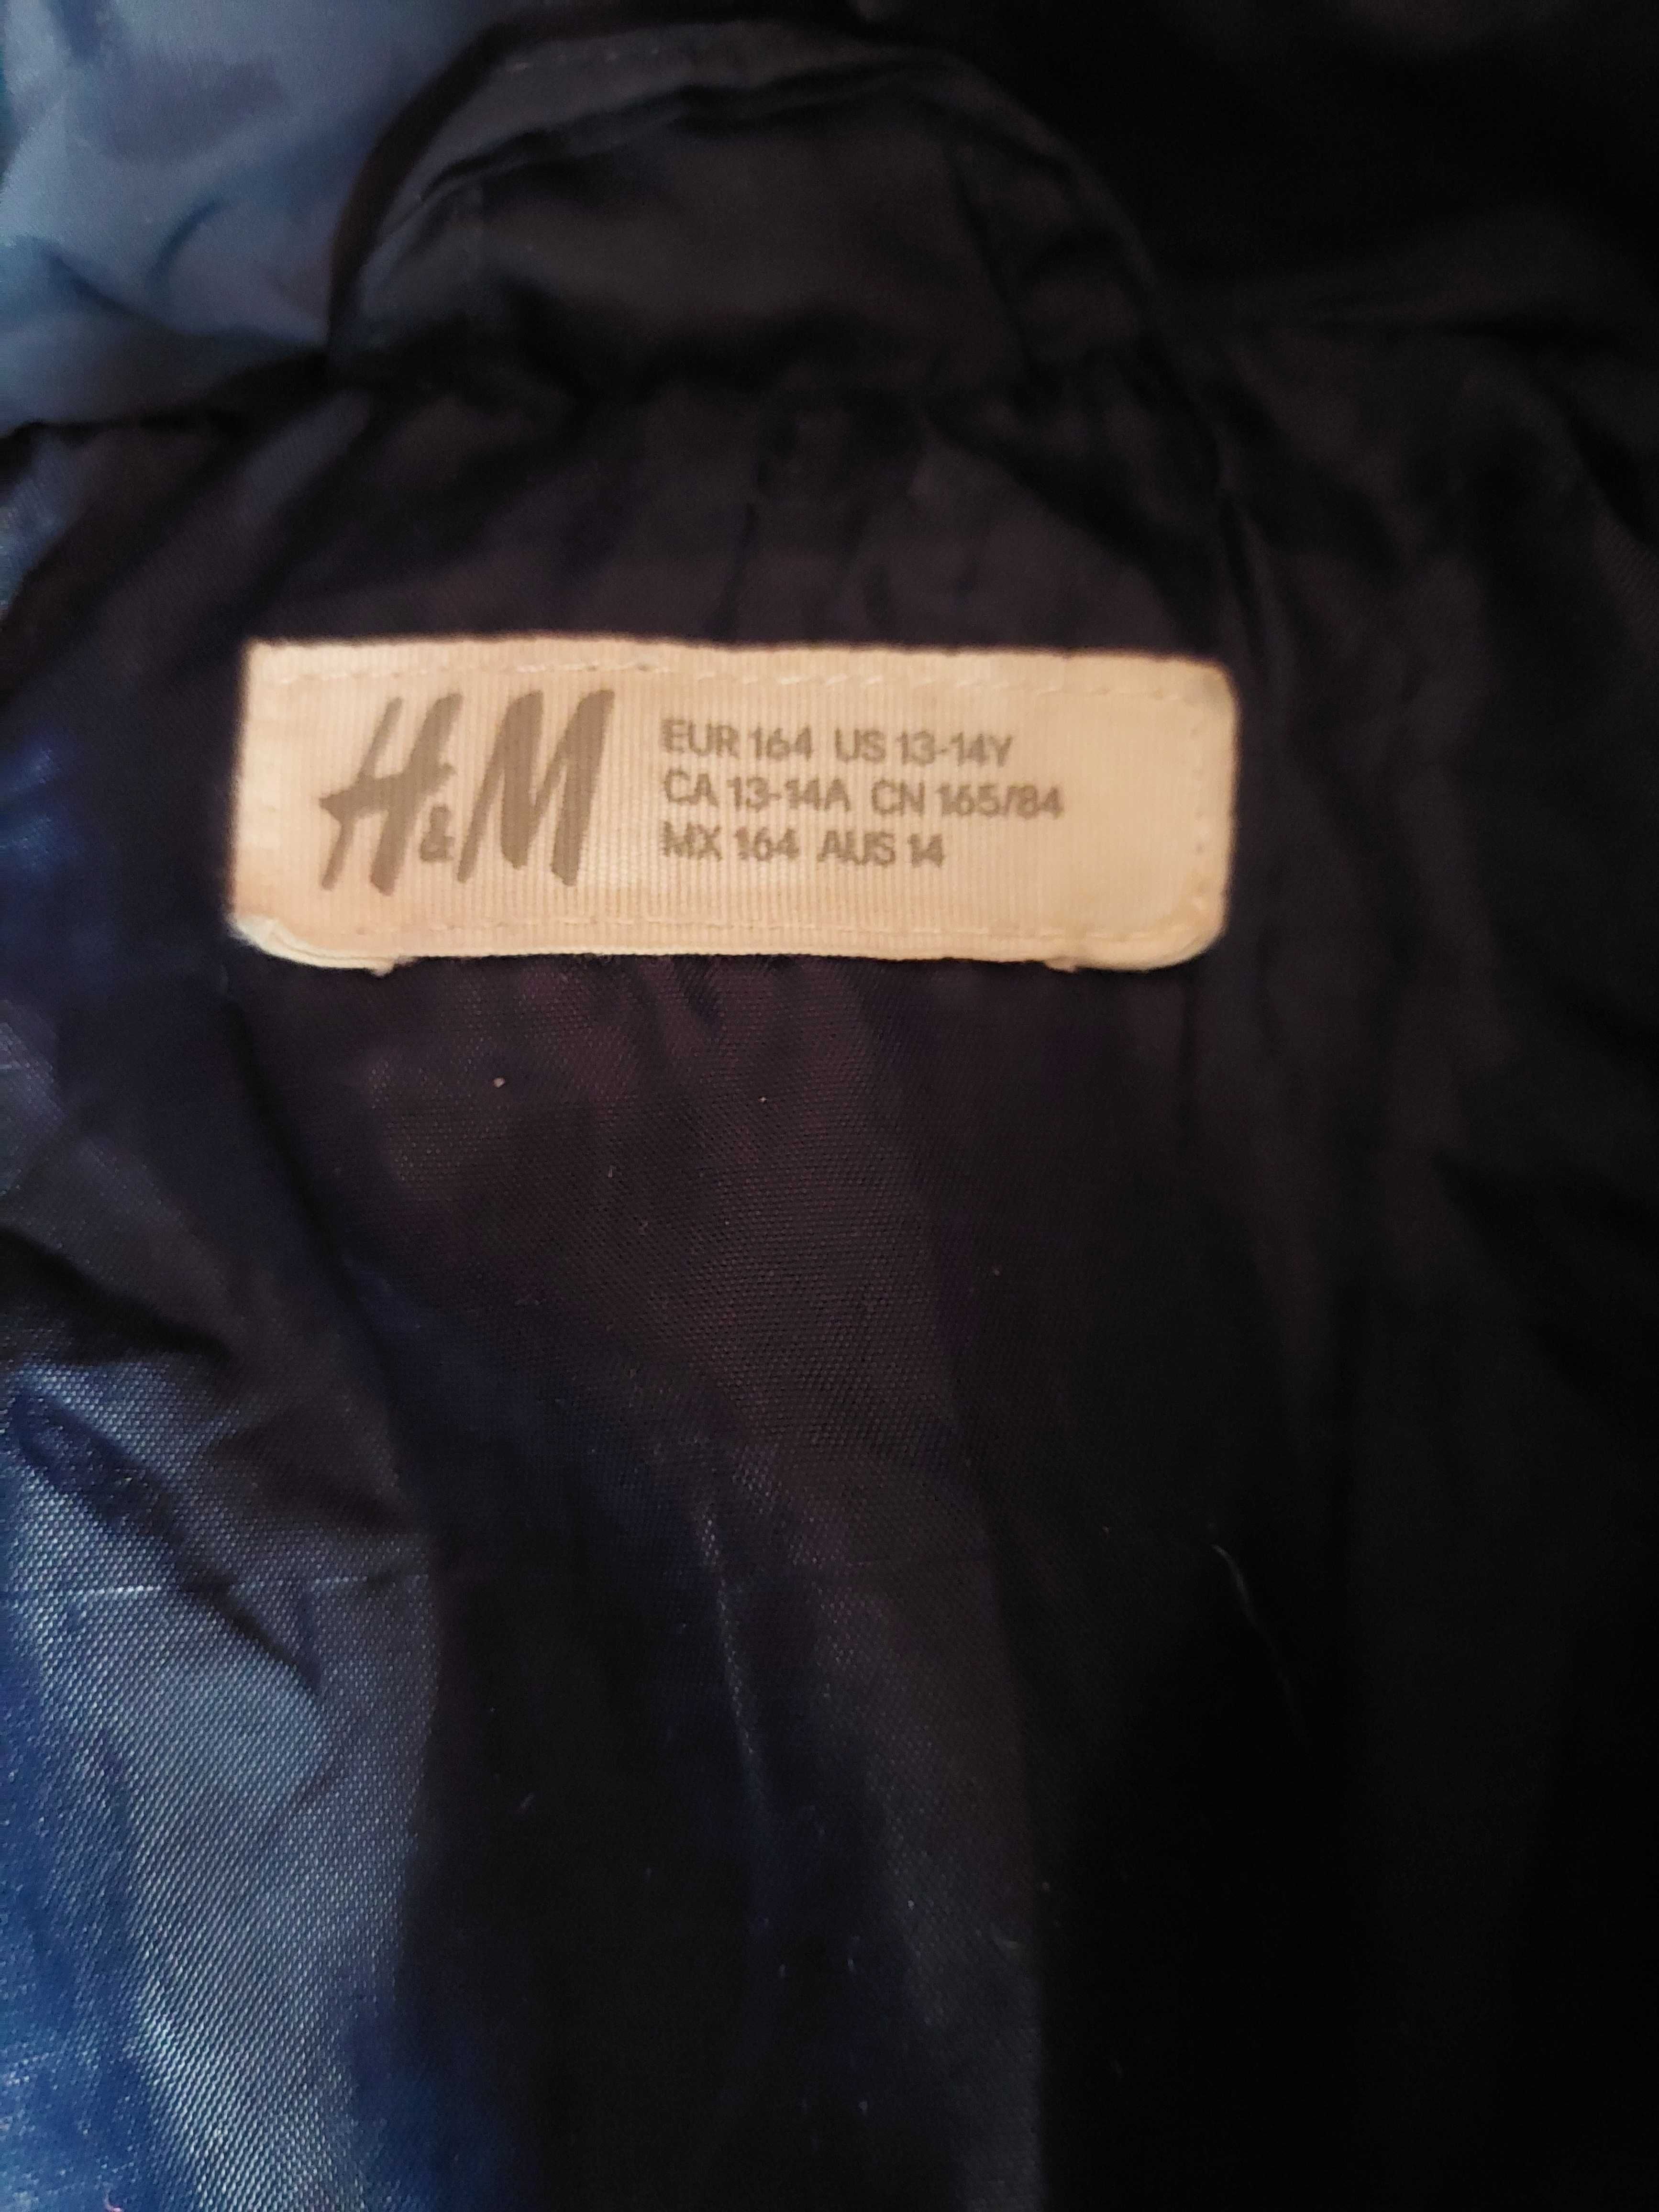 H&M
EUR 164 US 13-14Y
CA 13-14A CN 165/84
MX 164 AUS 14